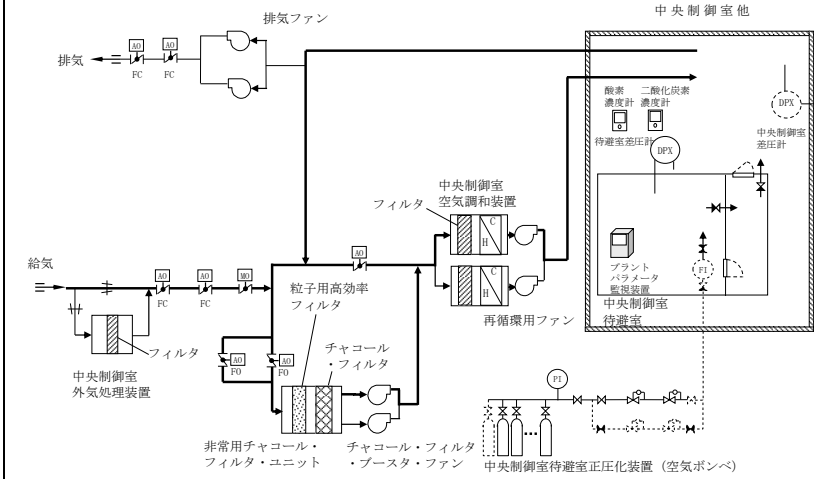 中央制御室他
排気ファン
AO
AO
排気
FC
FC
酸素
濃度計
二酸化炭素
濃度計
DPX
待避室差圧計
中央制御室
差圧計
DPX
中央制御室
空気調和装置
フィルタ
C
H
C
H
再循環用ファン
給気
AO
AO
MO
FC
FC
AO
粒子用高効率
フィルタ
チャコール
・フィルタ
フィルタ
中央制御室
外気処理装置
AO
FO
AO
FO
プラント
パラメータ
監視装置
FI
中央制御室
待避室
PI
非常用チャコール・
フィルタ・ユニット
チャコール・フィルタ
・ブースタ・ファン
中央制御室待避室正圧化装置（空気ボンベ）